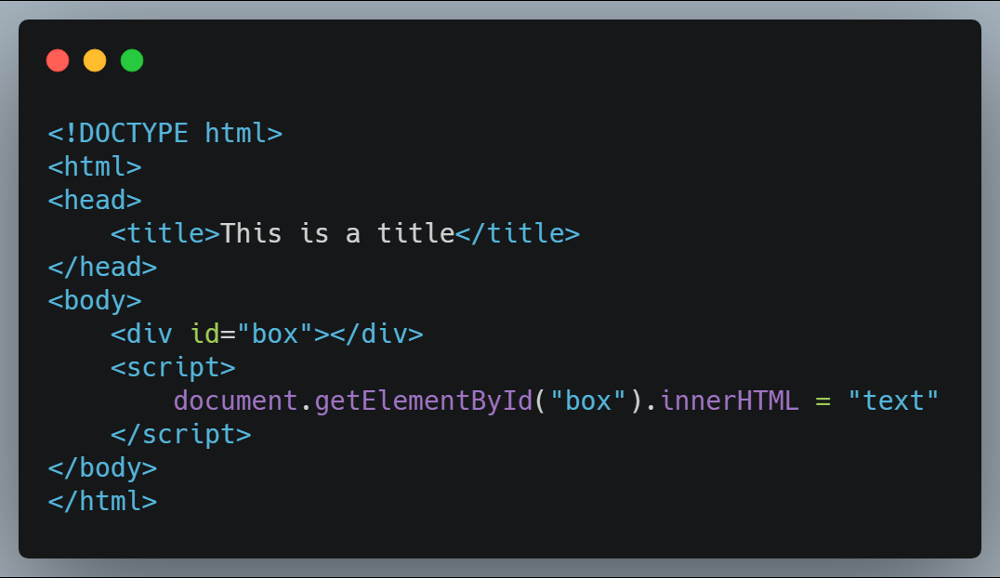 <!DOCTYPE html>
<html>
<head>
    <title>This is a title</title>
</head>
<body>
    <div id="box"></div>
    <script>
        document.getElementById("box").innerHTML = "text"
    </script>
</body>
</html>